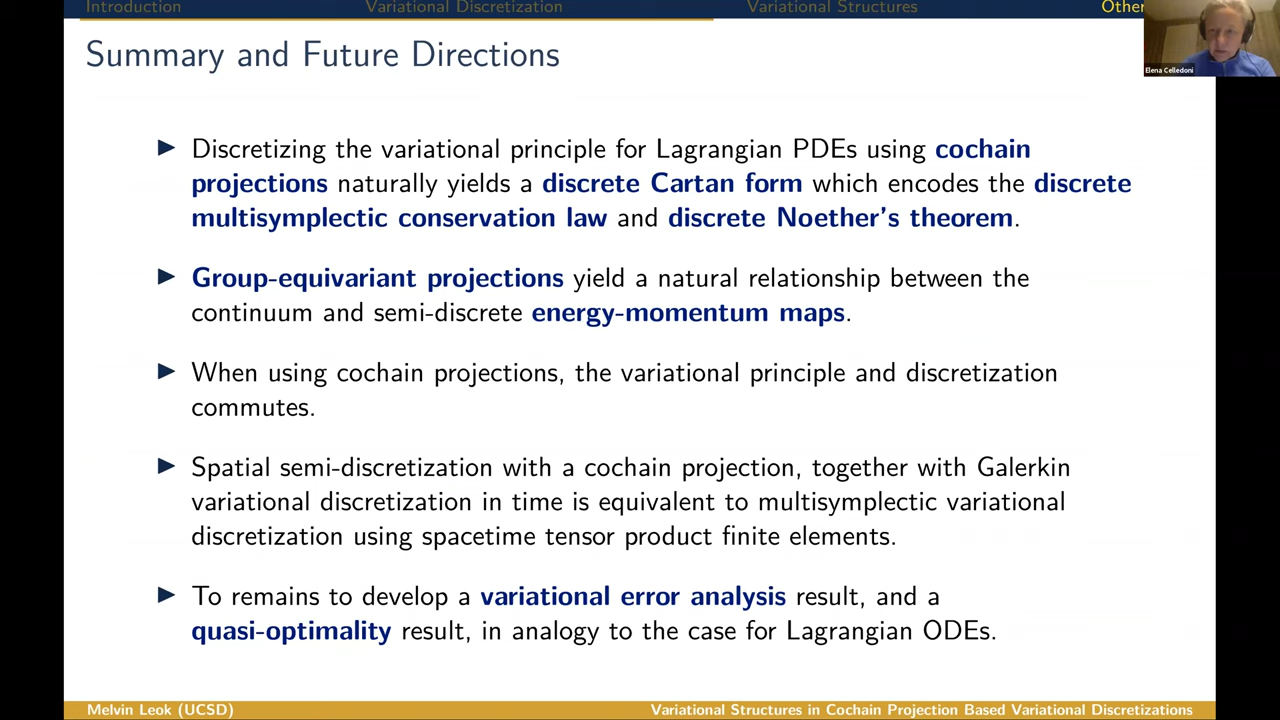 Introduction Variational Discretization Variational Structures Other
Elena Celledoni
Summary and Future Directions
Discretizing the variational principle for Lagrangian PDEs using cochain
projections naturally yields a discrete Cartan form which encodes the discrete
multisymplectic conservation law and discrete Noether's theorem.
Group-equivariant projections yield a natural relationship between the
continuum and semi-discrete energy-momentum maps.
When using cochain projections, the variational principle and discretization
commutes.
Spatial semi-discretization with a cochain projection, together with Galerkin
variational discretization in time is equivalent to multisymplectic variational
discretization using spacetime tensor product finite elements.
To remains to develop a variational error analysis result, and a
quasi-optimality result, in analogy to the case for Lagrangian ODEs.
Melvin Leok (UCSD) Variational Structures in Cochain Projection Based Variational Discretizations